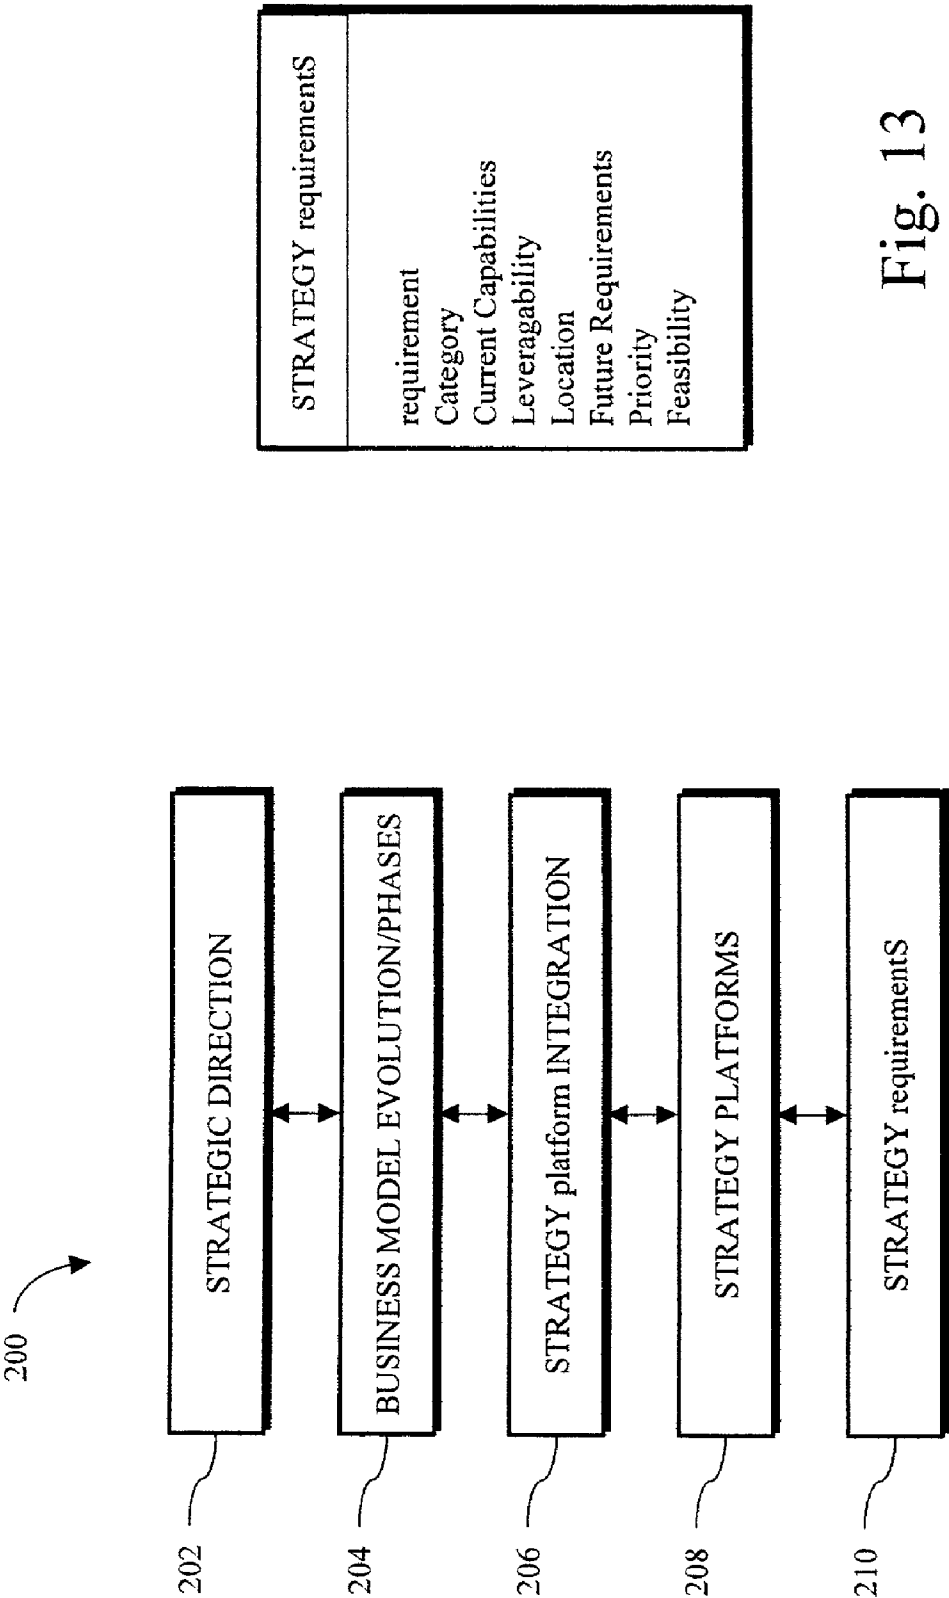 200
202
STRATEGIC DIRECTION
204
BUSINESS MODEL EVOLUTION/PHASES
206
STRATEGY platform INTEGRATION
208
STRATEGY PLATFORMS
210
STRATEGY requirementS
STRATEGY requirementS
requirement
Category
Current Capabilities
Leveragability
Location
Future Requirements
Priority
Feasibility
Fig. 13